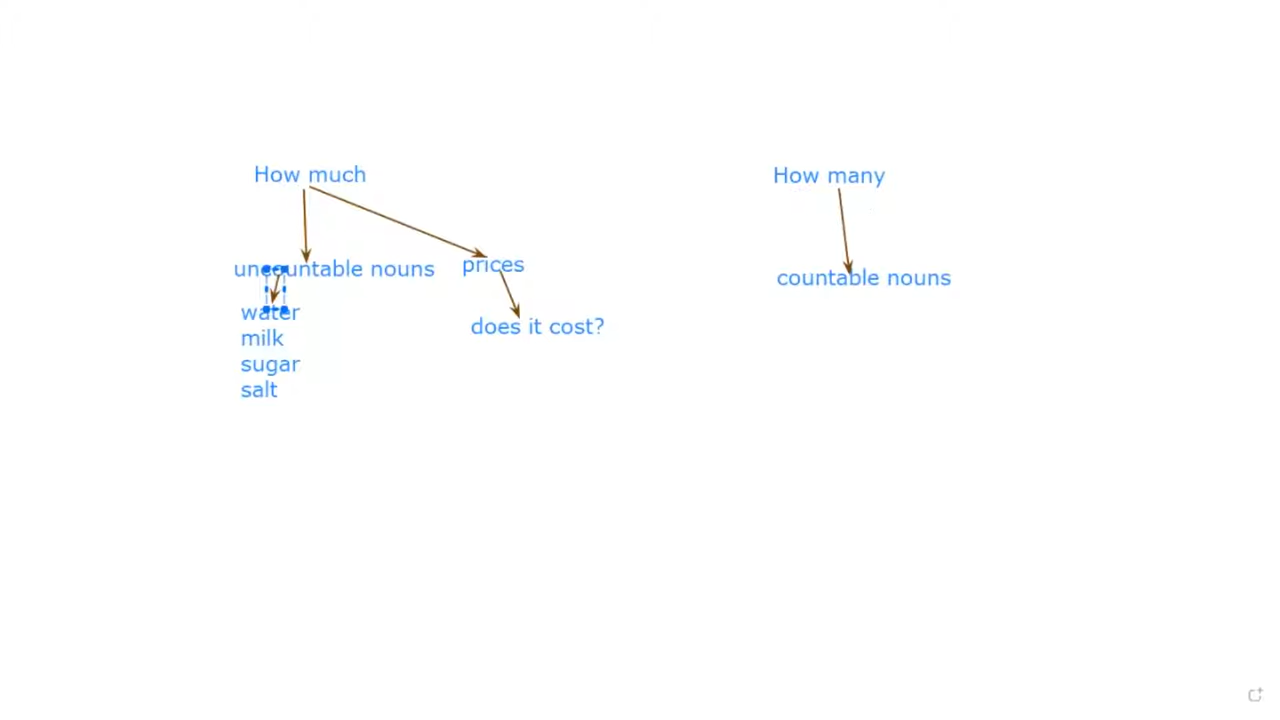 How much
How many
uncountable nouns
prices
countable nouns
water
milk
sugar
salt
does it cost?